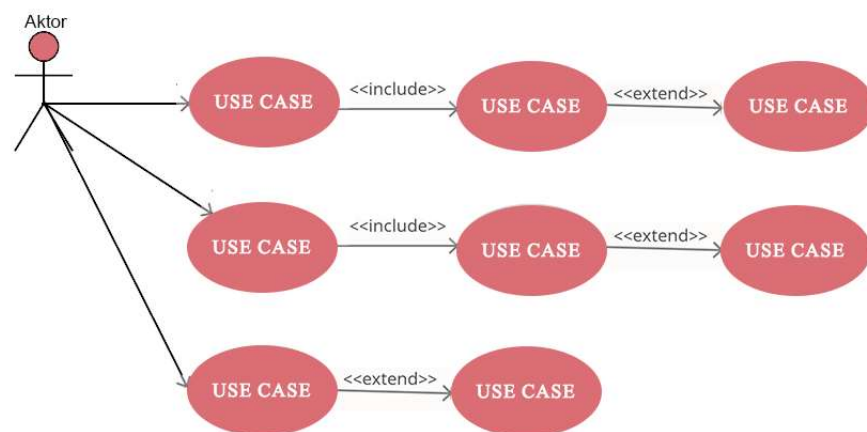 Aktor
USE CASE <<include>> USE CASE <<extend>> USE CASE
USE CASE <<include>> USE CASE <<extend>> USE CASE
USE CASE <<extend>> USE CASE